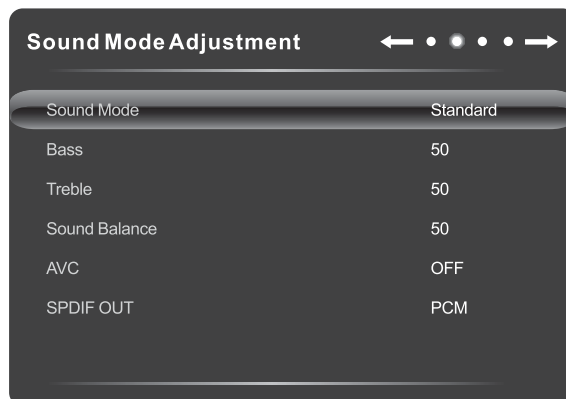 Sound Mode Adjustment
Sound Mode Standard
Bass 50
Treble 50
Sound Balance 50
AVC OFF
SPDIF OUT PCM